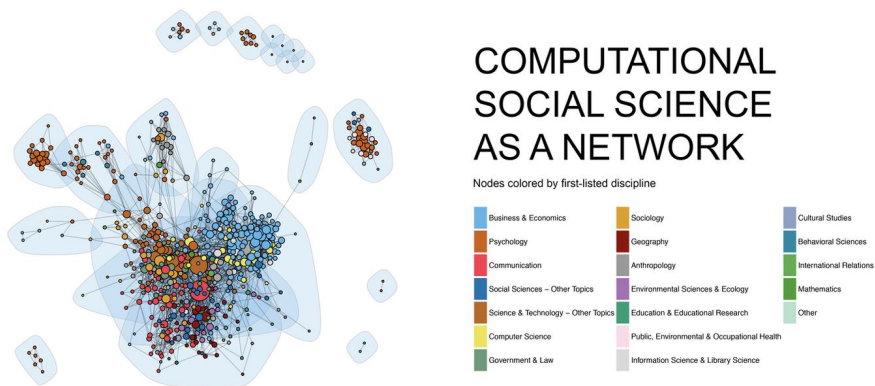 COMPUTATIONAL
SOCIAL SCIENCE
AS A NETWORK
Nodes colored by first-listed discipline
Business & Economics
Psychology
Communication
Social Sciences – Other Topics
Science & Technology – Other Topics
Computer Science
Government & Law
Sociology
Geography
Anthropology
Environmental Sciences & Ecology
Education & Educational Research
Public, Environmental & Occupational Health
Information Science & Library Science
Cultural Studies
Behavioral Sciences
International Relations
Mathematics
Other